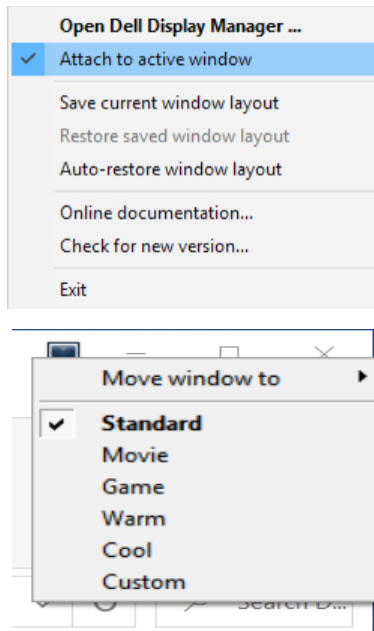 Open Dell Display Manager ...
Attach to active window
Save current window layout
Restore saved window layout
Auto-restore window layout
Online documentation...
Check for new version...
Exit
Move window to
Standard
Movie
Game
Warm
Cool
Custom
Search D...